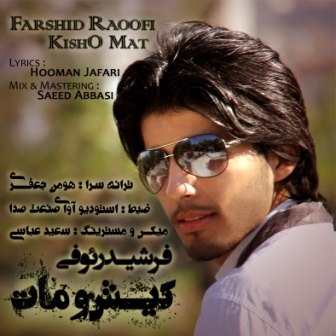 Farshid Raoofi
KishO Mat
Lyrics :
Hooman Jafari
Mix & Mastering :
Saeed Abbasi
ترانه سرا : هومن جعفری
ضبط : استودیو آوای صنعت صدا
میکس و مسترینگ : سعید عباسی
فرشید رئوفی
کیش و مات